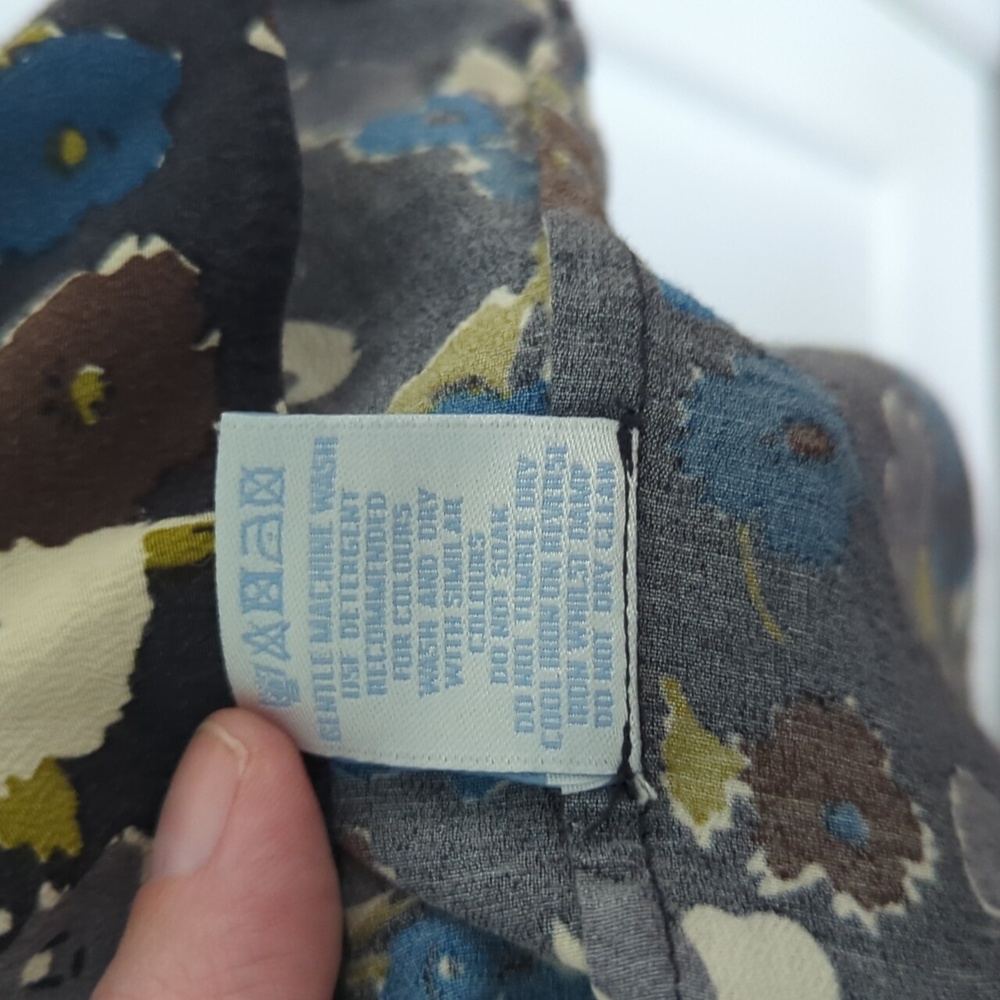 GENTLE MACHINE WASH
USE DETERGENT
RECOMMENDED
FOR COLOURS
WASH AND DRY
WITH SIMILAR
COLOURS
DO NOT SOAK
DO NOT TUMBLE DRY
COOL IRON ON REVERSE
IRON WHILST DAMP
DO NOT DRY CLEAN